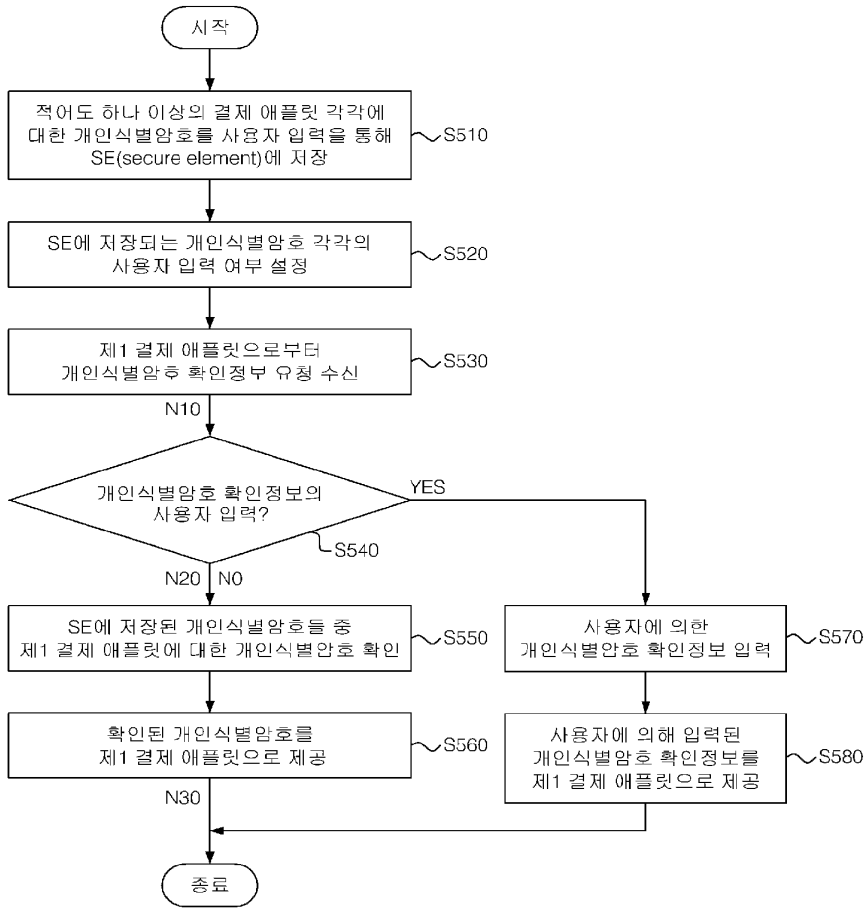 시작
적어도 하나 이상의 결제 애플릿 각각에
대한 개인식별암호를 사용자 입력을 통해
SE(secure element)에 저장
S510
SE에 저장되는 개인식별암호 각각의
사용자 입력 여부 설정
S520
제1 결제 애플릿으로부터
개인식별암호 확인정보 요청 수신
S530
N10
개인식별암호 확인정보의
사용자 입력?
YES
S540
N20
NO
SE에 저장된 개인식별암호들 중
제1 결제 애플릿에 대한 개인식별암호 확인
S550
사용자에 의한
개인식별암호 확인정보 입력
S570
확인된 개인식별암호를
제1 결제 애플릿으로 제공
S560
사용자에 의해 입력된
개인식별암호 확인정보를
제1 결제 애플릿으로 제공
S580
N30
종료